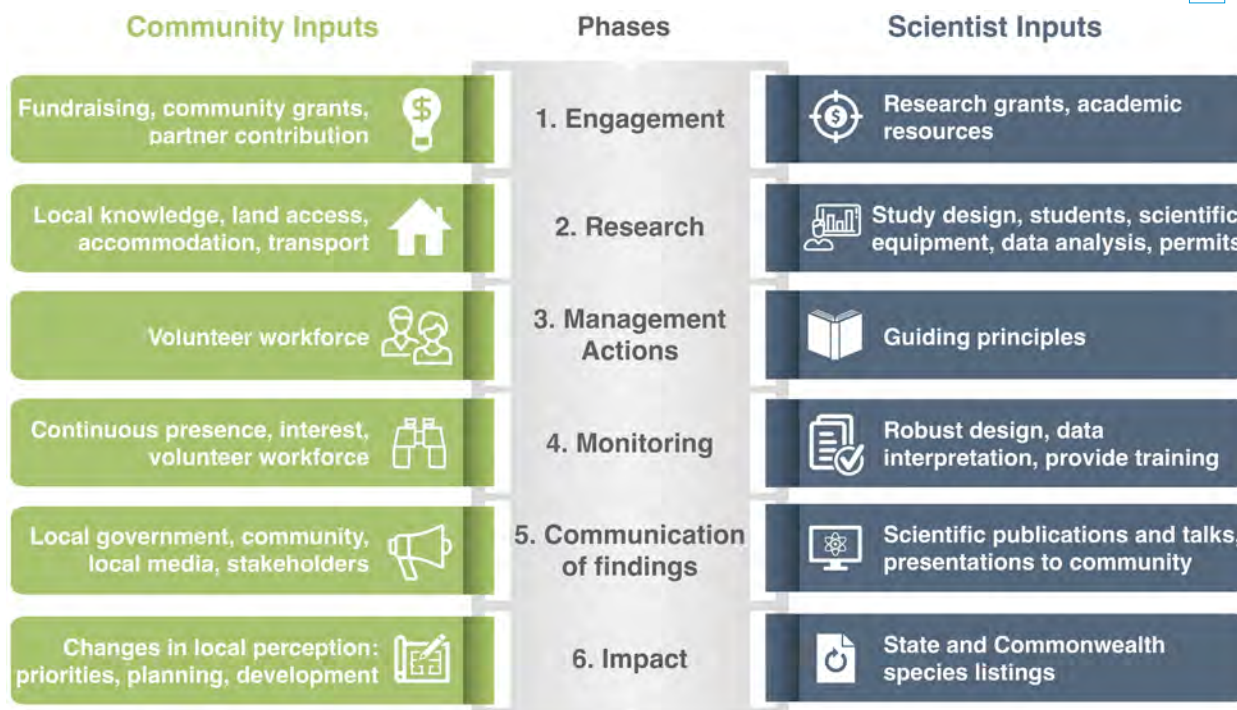 Community Inputs
Phases
Scientist Inputs
Fundraising, community grants,
partner contribution
1. Engagement
Research grants, academic
resources
Local knowledge, land access,
accommodation, transport
2. Research
Study design, students, scientific
equipment, data analysis, permits
Volunteer workforce
3. Management
Actions
Guiding principles
Continuous presence, interest,
volunteer workforce
4. Monitoring
Robust design, data
interpretation, provide training
Local government, community,
local media, stakeholders
5. Communication
of findings
Scientific publications and talks,
presentations to community
Changes in local perception:
priorities, planning, development
6. Impact
State and Commonwealth
species listings